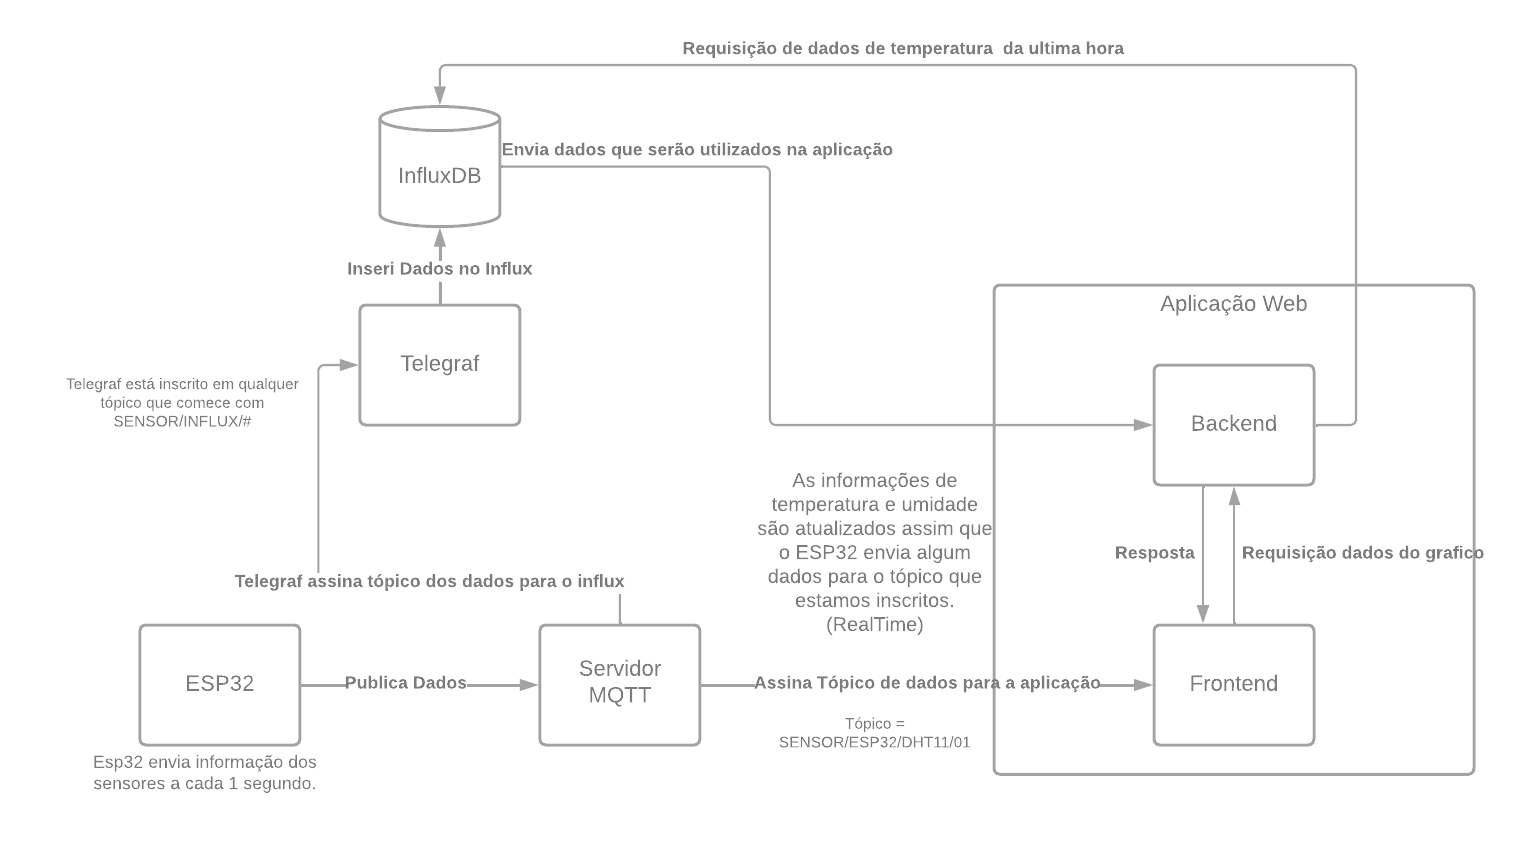 Requisição de dados de temperatura  da ultima hora
Envia dados que serão utilizados na aplicação
InfluxDB
Inseri Dados no Influx
Aplicação Web
Telegraf
Telegraf está inscrito em qualquer
tópico que comece com
SENSOR/INFLUX/#
Backend
As informações de
temperatura e umidade
são atualizados assim que
o ESP32 envia algum
dados para o tópico que
estamos inscritos.
(RealTime)
Resposta
Requisição dados do grafico
Telegraf assina tópico dos dados para o influx
ESP32
Publica Dados
Servidor
MQTT
Assina Tópico de dados para a aplicação
Frontend
Tópico =
SENSOR/ESP32/DHT11/01
Esp32 envia informação dos
sensores a cada 1 segundo.